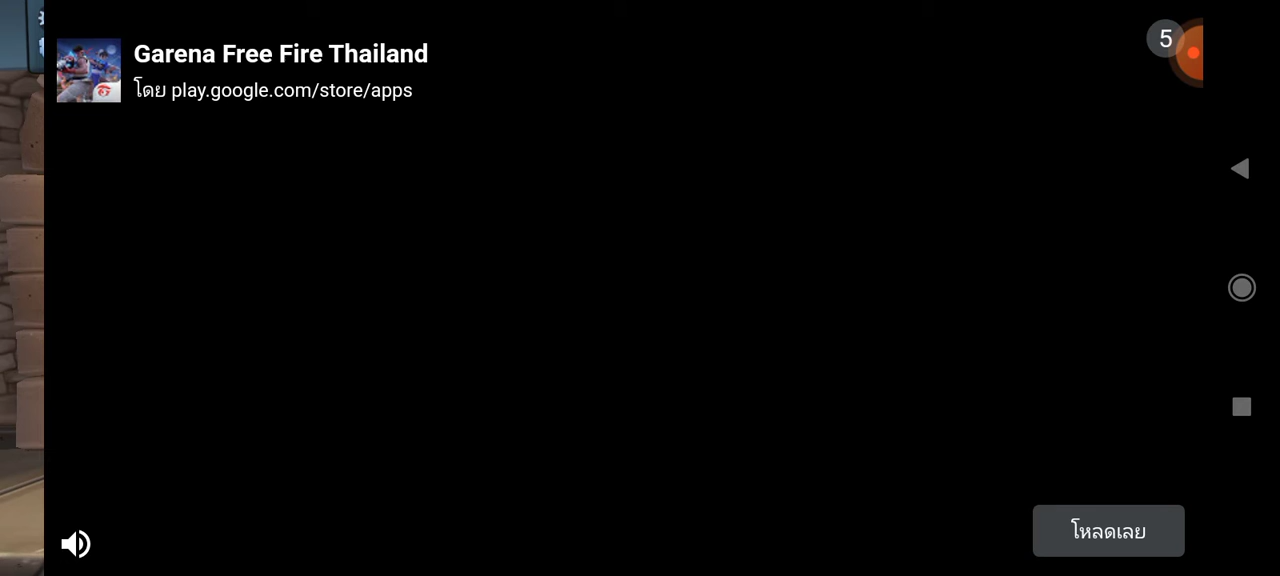 Garena Free Fire Thailand
5
โดย play.google.com/store/apps
โหลดเลย